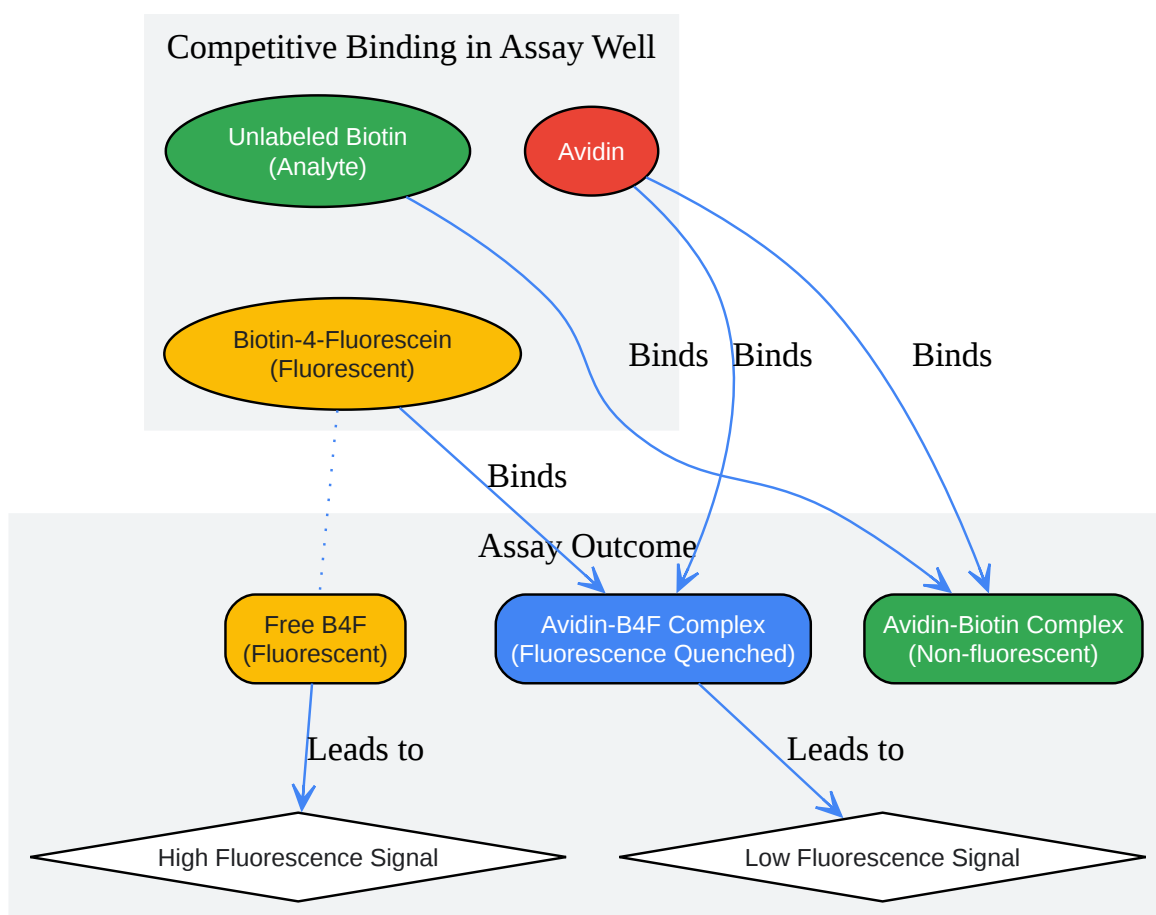 Competitive Binding in Assay Well
Unlabeled Biotin
(Analyte)
Avidin
Biotin-4-Fluorescein
(Fluorescent)
Binds
Binds
Binds
Binds
Assay Outcome
Free B4F
(Fluorescent)
Avidin-B4F Complex
(Fluorescence Quenched)
Avidin-Biotin Complex
(Non-fluorescent)
Leads to
Leads to
High Fluorescence Signal
Low Fluorescence Signal